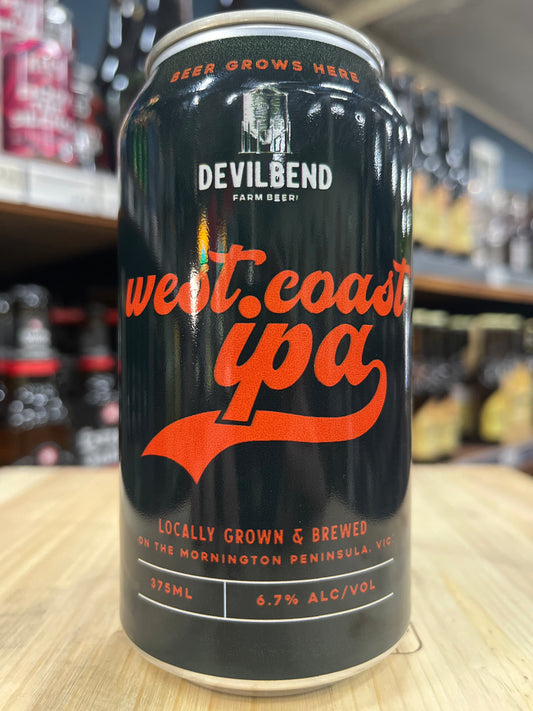 BEER GROWS HERE
DEVILBEND
FARM BEER!
west.coast
ipa
LOCALLY GROWN & BREWED
ON THE MORNINGTON PENINSULA, VIC
375ML
6.7% ALC/VOL